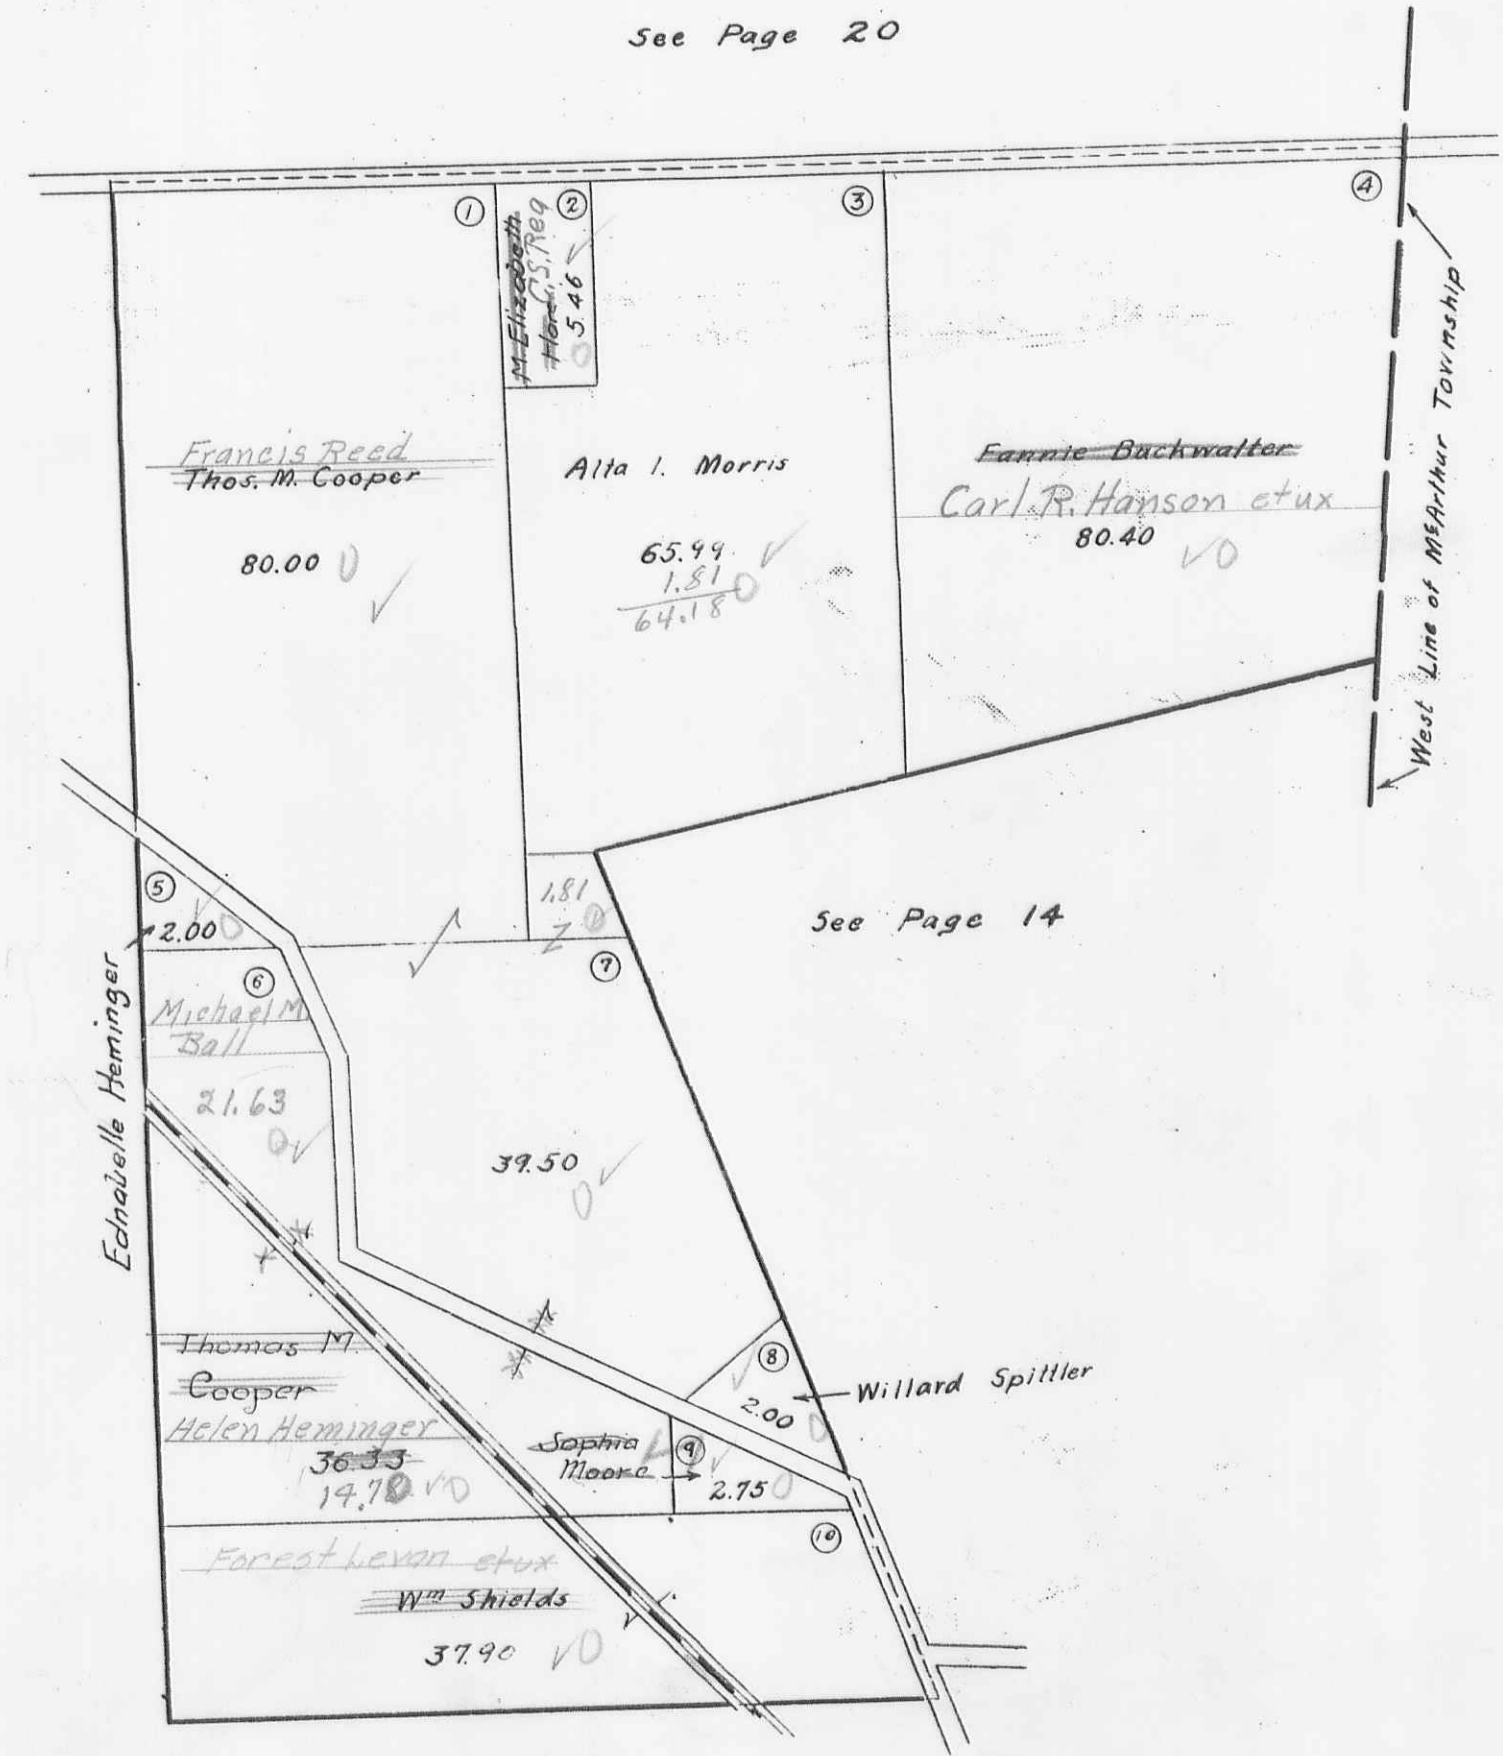 See Page 20
①
②
③
④
M Elizabeth
C.S. Rea
5.46
Francis Reed
Thos. M. Cooper
80.00
Alta I. Morris
65.99
1.81
64.18
Fannie Buckwalter
Carl R. Hanson etux
80.40
West Line of McArthur Township
⑤
2.00
1.81
Z
See Page 14
⑥
⑦
Michael M.
Ball
21.63
Ednabelle Heminger
39.50
⑧
2.00
Willard Spittler
Thomas M.
Cooper
Helen Heminger
36.33
14.78
Sophia
Moore
⑨
2.75
⑩
Forest Levan etux
Wm Shields
37.90